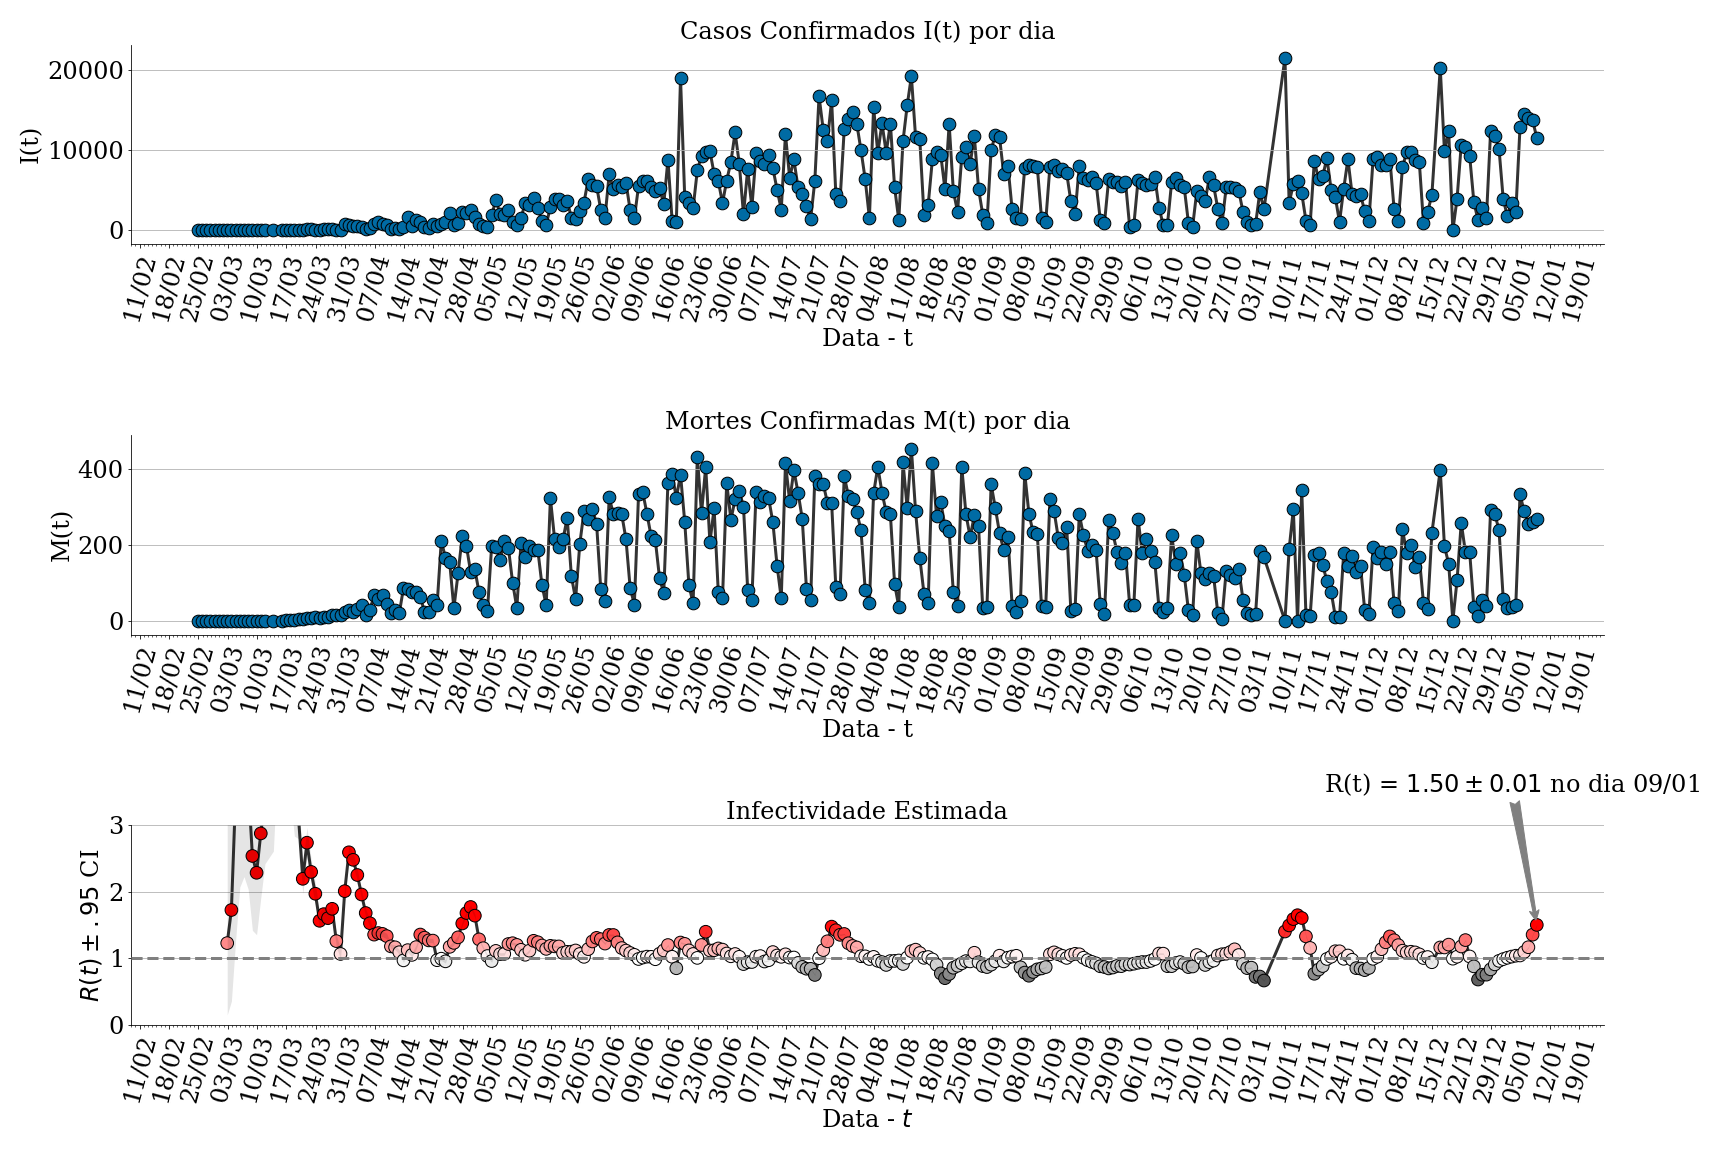 Casos Confirmados I(t) por dia
I(t)
20000
10000
0
11/02 18/02 25/02 03/03 10/03 17/03 24/03 31/03 07/04 14/04 21/04 28/04 05/05 12/05 19/05 26/05 02/06 09/06 16/06 23/06 30/06 07/07 14/07 21/07 28/07 04/08 11/08 18/08 25/08 01/09 08/09 15/09 22/09 29/09 06/10 13/10 20/10 27/10 03/11 10/11 17/11 24/11 01/12 08/12 15/12 22/12 29/12 05/01 12/01 19/01
Data - t
Mortes Confirmadas M(t) por dia
M(t)
400
200
0
11/02 18/02 25/02 03/03 10/03 17/03 24/03 31/03 07/04 14/04 21/04 28/04 05/05 12/05 19/05 26/05 02/06 09/06 16/06 23/06 30/06 07/07 14/07 21/07 28/07 04/08 11/08 18/08 25/08 01/09 08/09 15/09 22/09 29/09 06/10 13/10 20/10 27/10 03/11 10/11 17/11 24/11 01/12 08/12 15/12 22/12 29/12 05/01 12/01 19/01
Data - t
R(t) = 1.50 ± 0.01 no dia 09/01
Infectividade Estimada
R(t) ± .95 CI
3
2
1
0
11/02 18/02 25/02 03/03 10/03 17/03 24/03 31/03 07/04 14/04 21/04 28/04 05/05 12/05 19/05 26/05 02/06 09/06 16/06 23/06 30/06 07/07 14/07 21/07 28/07 04/08 11/08 18/08 25/08 01/09 08/09 15/09 22/09 29/09 06/10 13/10 20/10 27/10 03/11 10/11 17/11 24/11 01/12 08/12 15/12 22/12 29/12 05/01 12/01 19/01
Data - t